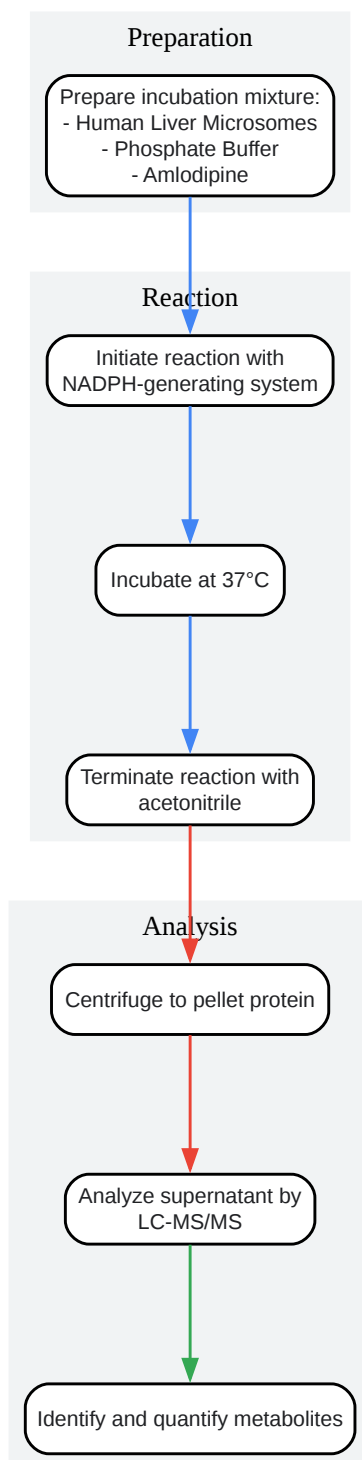 Preparation
Prepare incubation mixture:
- Human Liver Microsomes
- Phosphate Buffer
- Amlodipine
Reaction
Initiate reaction with
NADPH-generating system
Incubate at 37°C
Terminate reaction with
acetonitrile
Analysis
Centrifuge to pellet protein
Analyze supernatant by
LC-MS/MS
Identify and quantify metabolites